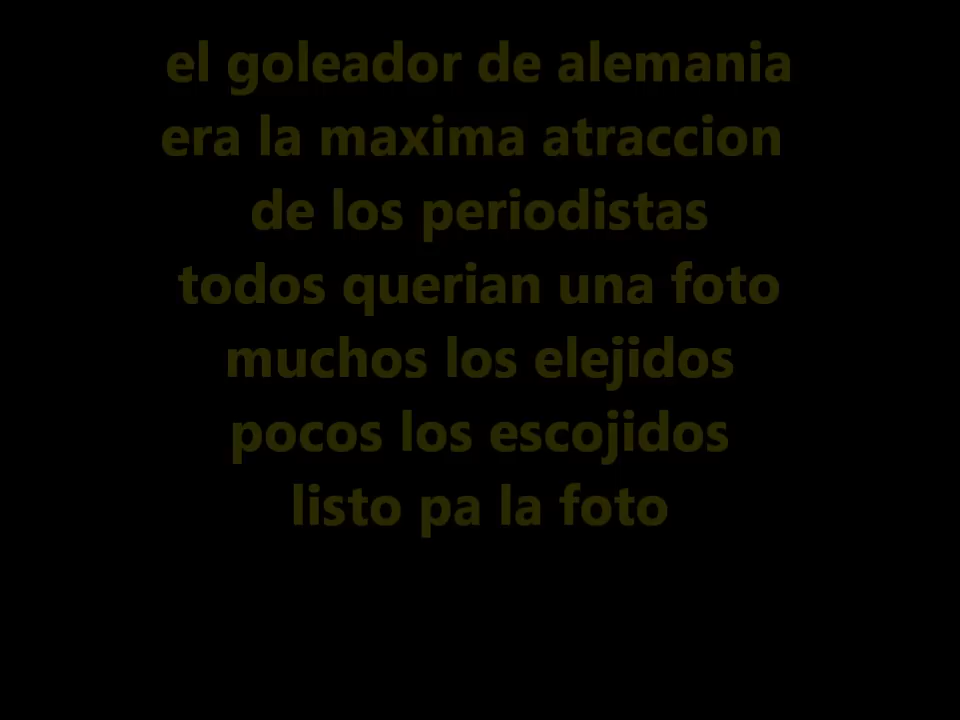 el goleador de alemania
era la maxima atraccion
de los periodistas
todos querian una foto
muchos los elejidos
pocos los escojidos
listo pa la foto